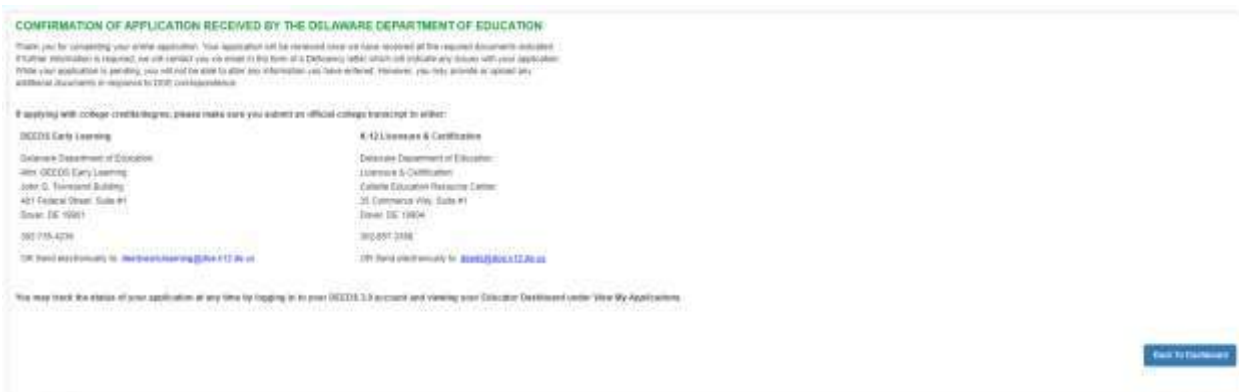 CONFIRMATION OF APPLICATION RECEIVED BY THE DELAWARE DEPARTMENT OF EDUCATION
Thank you for completing your online application. Your application will be reviewed once we have received all the required documents indicated.
If further information is required, we will contact you via email in the form of a Deficiency letter which will indicate any issues with your application.
While your application is pending, you will not be able to alter any information you have entered. However, you may provide or upload any
additional documents in response to DOE correspondence.
If applying with college credits/degree, please make sure you submit an official college transcript to either:
DEEDS Early Learning
Delaware Department of Education
Attn: DEEDS Early Learning
John G. Townsend Building
401 Federal Street, Suite #1
Dover, DE 19901
302-735-4236
OR Send electronically to:
K-12 Licensure & Certification
Delaware Department of Education
Licensure & Certification
Collette Education Resource Center
35 Commerce Way, Suite #1
Dover, DE 19904
OR Send electronically to: deeds@doe.k12.de.us
You may track the status of your application at any time by logging in to your DEEDS 3.0 account and viewing your Educator Dashboard under View My Applications.
Back To Dashboard